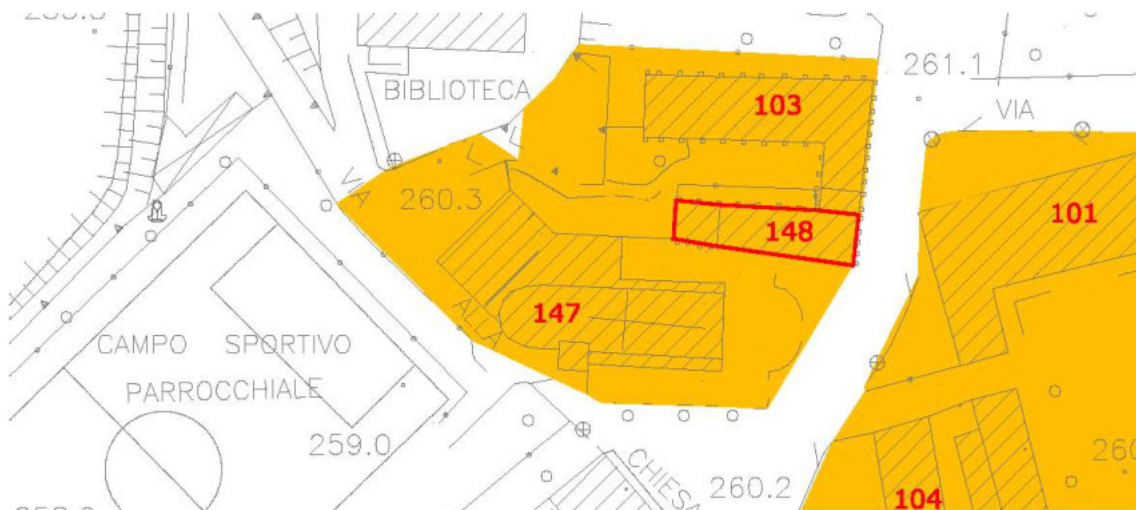 BIBLIOTECA
103
261.1
VIA
VA
260.3
148
101
147
CAMPO SPORTIVO
PARROCCHIALE
259.0
CHIESA
260.2
104